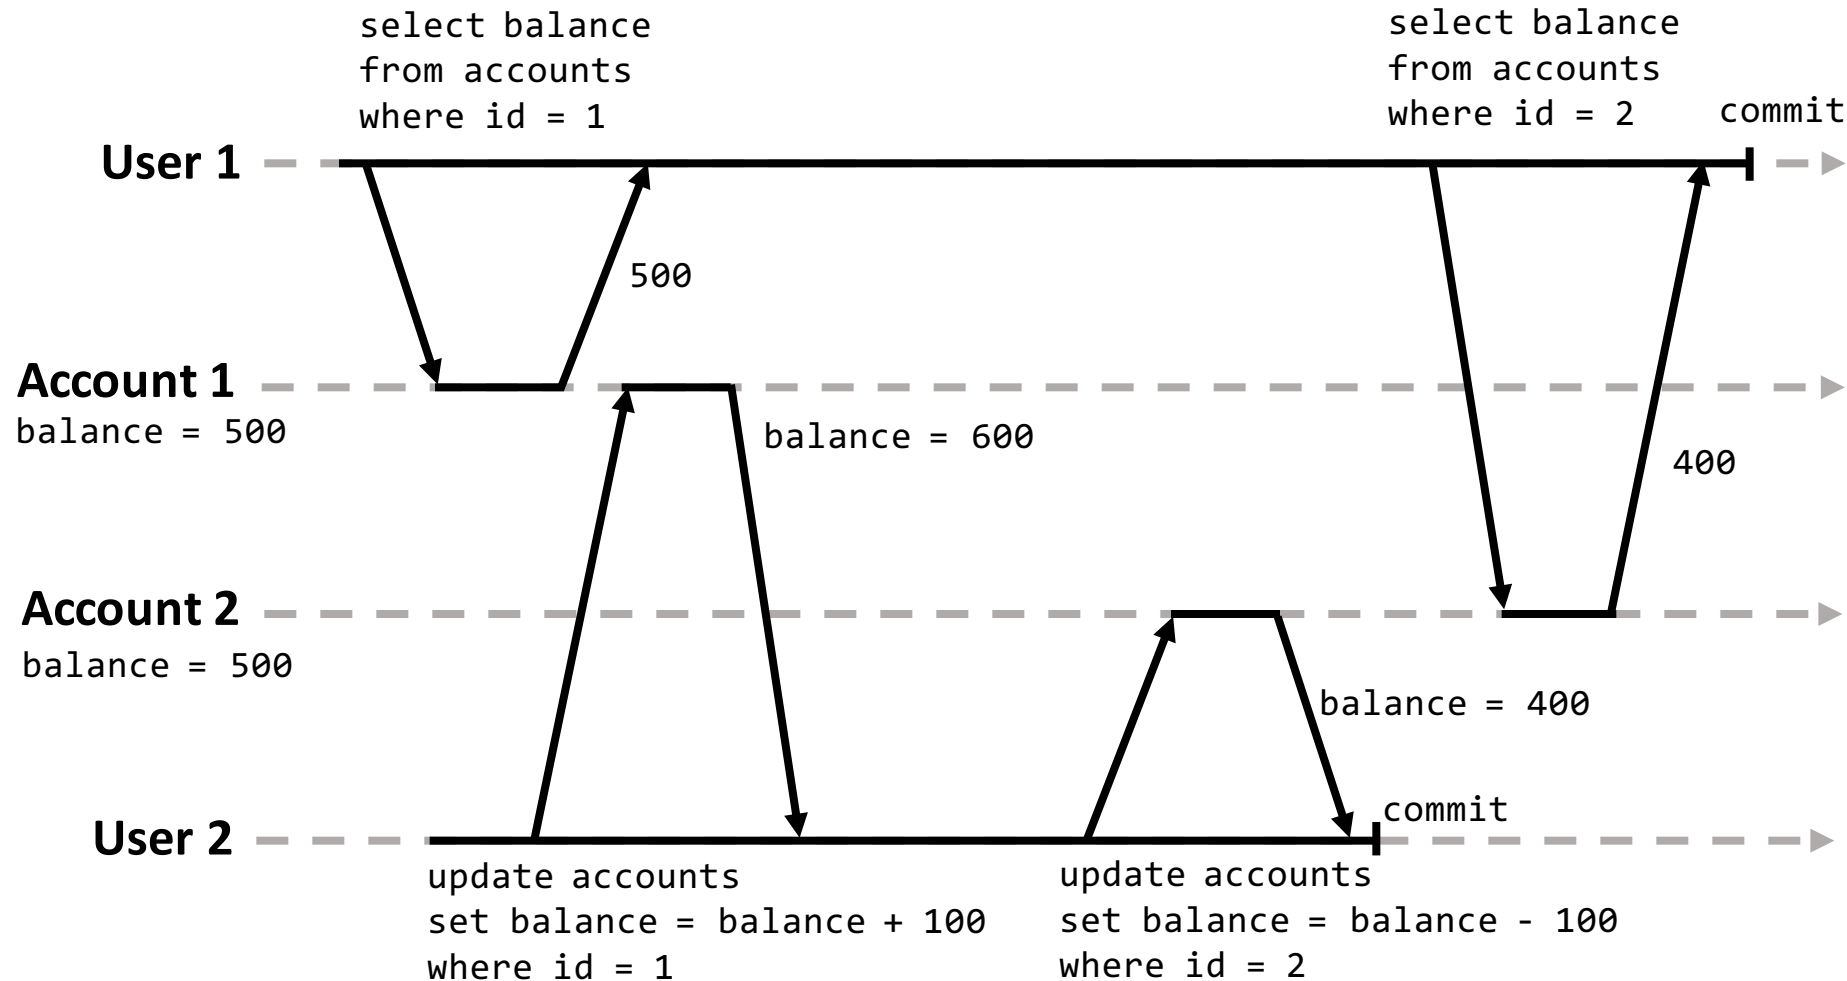 select balance
from accounts
where id = 1
select balance
from accounts
where id = 2
commit
User 1
500
Account 1
balance = 500
balance = 600
400
Account 2
balance = 500
balance = 400
commit
User 2
update accounts
set balance = balance + 100
where id = 1
update accounts
set balance = balance - 100
where id = 2